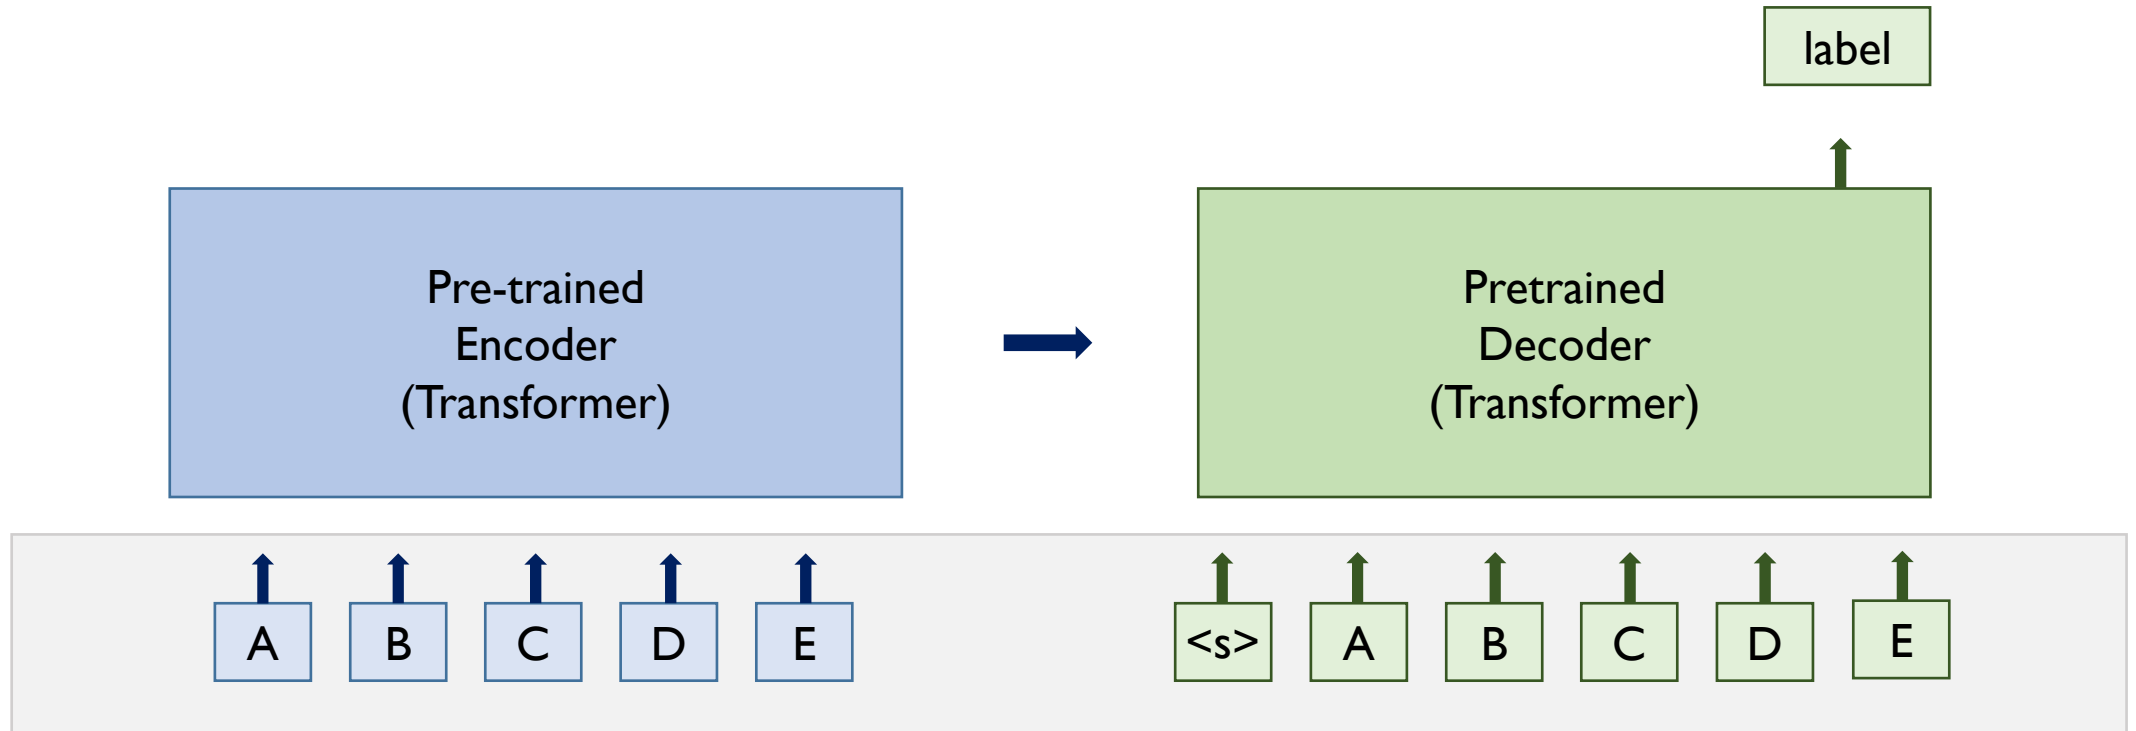 label
Pre-trained
Encoder
(Transformer)
Pretrained
Decoder
(Transformer)
A B C D E
<s> A B C D E